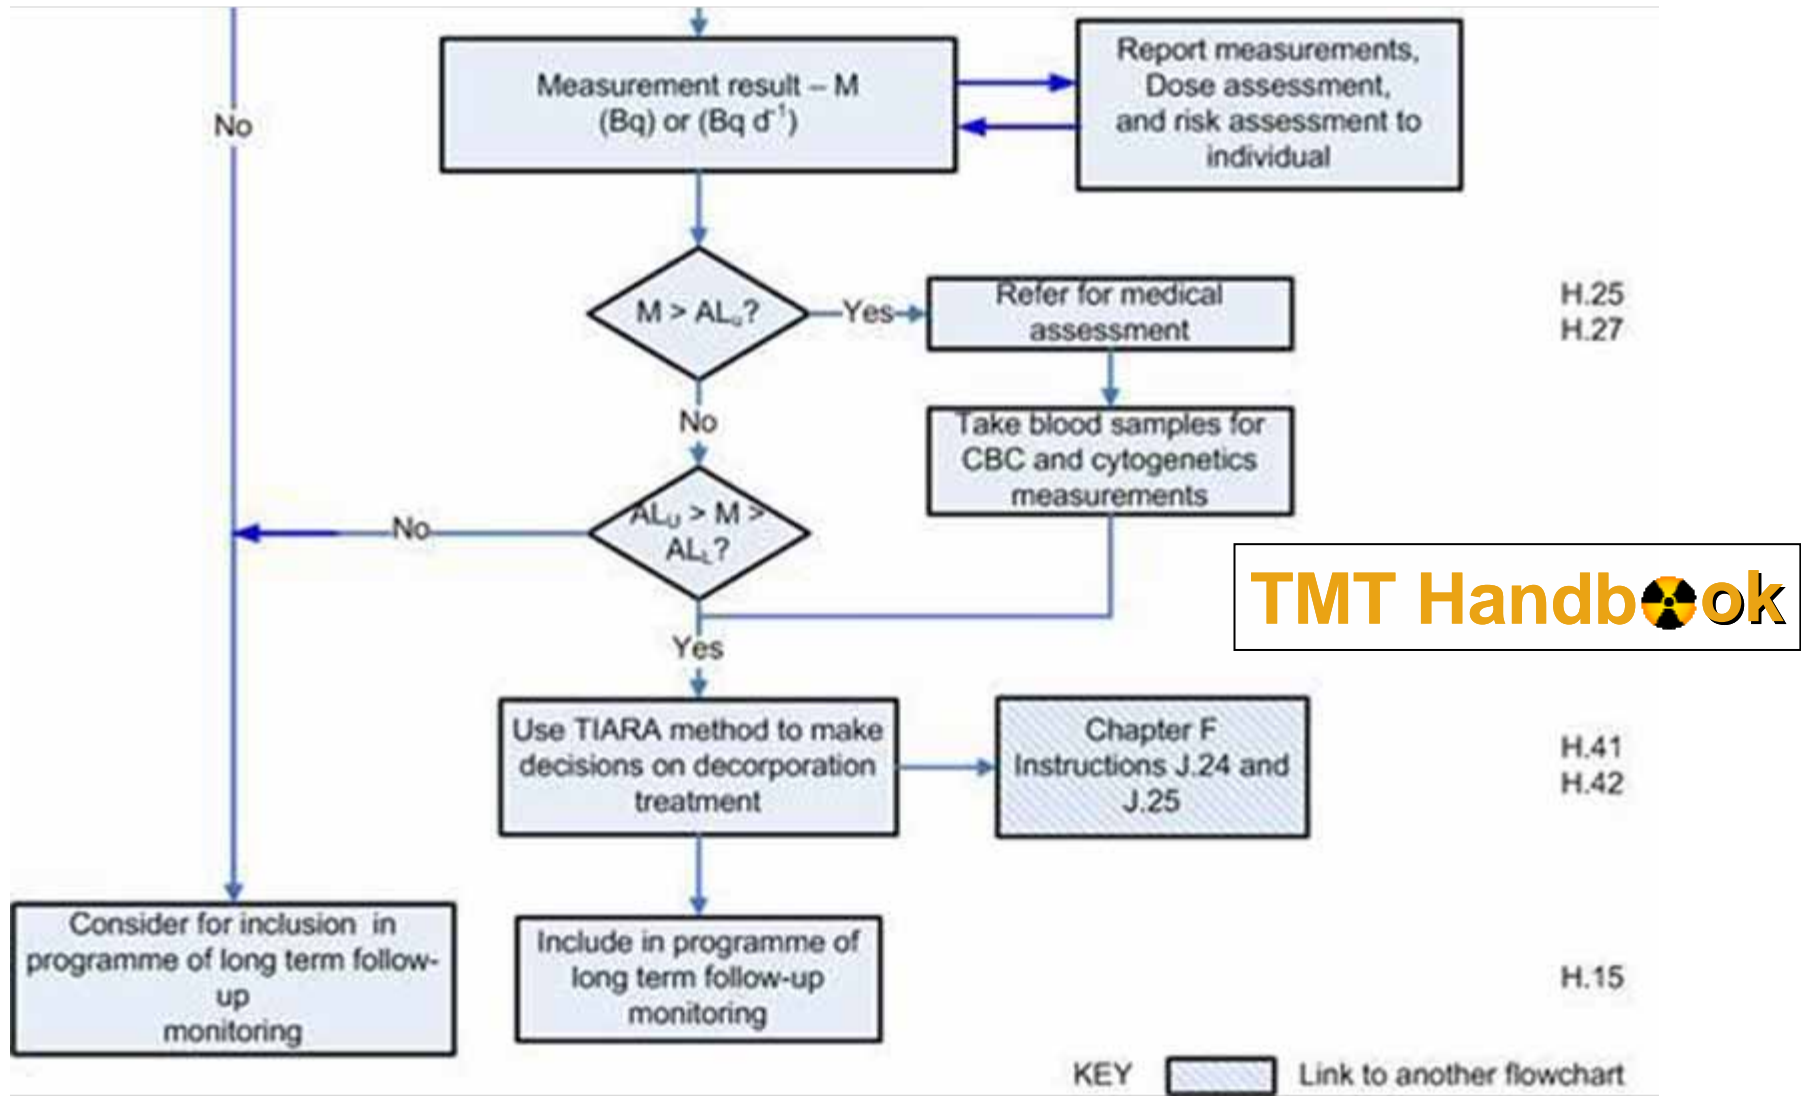 Measurement result – M
(Bq) or (Bq d⁻¹)
Report measurements,
Dose assessment,
and risk assessment to
individual
No
M > ALᵤ?
Yes
Refer for medical
assessment
H.25
H.27
No
Take blood samples for
CBC and cytogenetics
measurements
AL_U > M >
AL_L?
No
TMT Handbook
Yes
Use TIARA method to make
decisions on decorporation
treatment
Chapter F
Instructions J.24 and
J.25
H.41
H.42
Consider for inclusion in
programme of long term follow-
up
monitoring
Include in programme of
long term follow-up
monitoring
H.15
KEY
Link to another flowchart